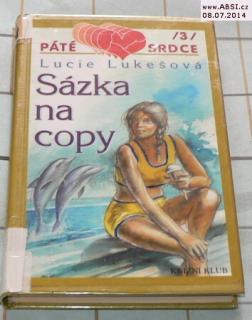 www.ABSI.cz
08.07.2014
PÁTÉ SRDCE /3/
Lucie Lukešová
Sázka
na
copy
KNIŽNÍ KLUB